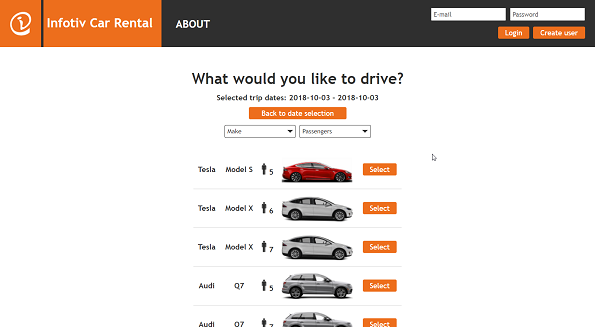 Infotiv Car Rental
ABOUT
E-mail
Password
Login
Create user
What would you like to drive?
Selected trip dates: 2018-10-03 - 2018-10-03
Back to date selection
Make
Passengers
Tesla Model S 5 Select
Tesla Model X 6 Select
Tesla Model X 7 Select
Audi Q7 5 Select
Audi Q7 7 Select